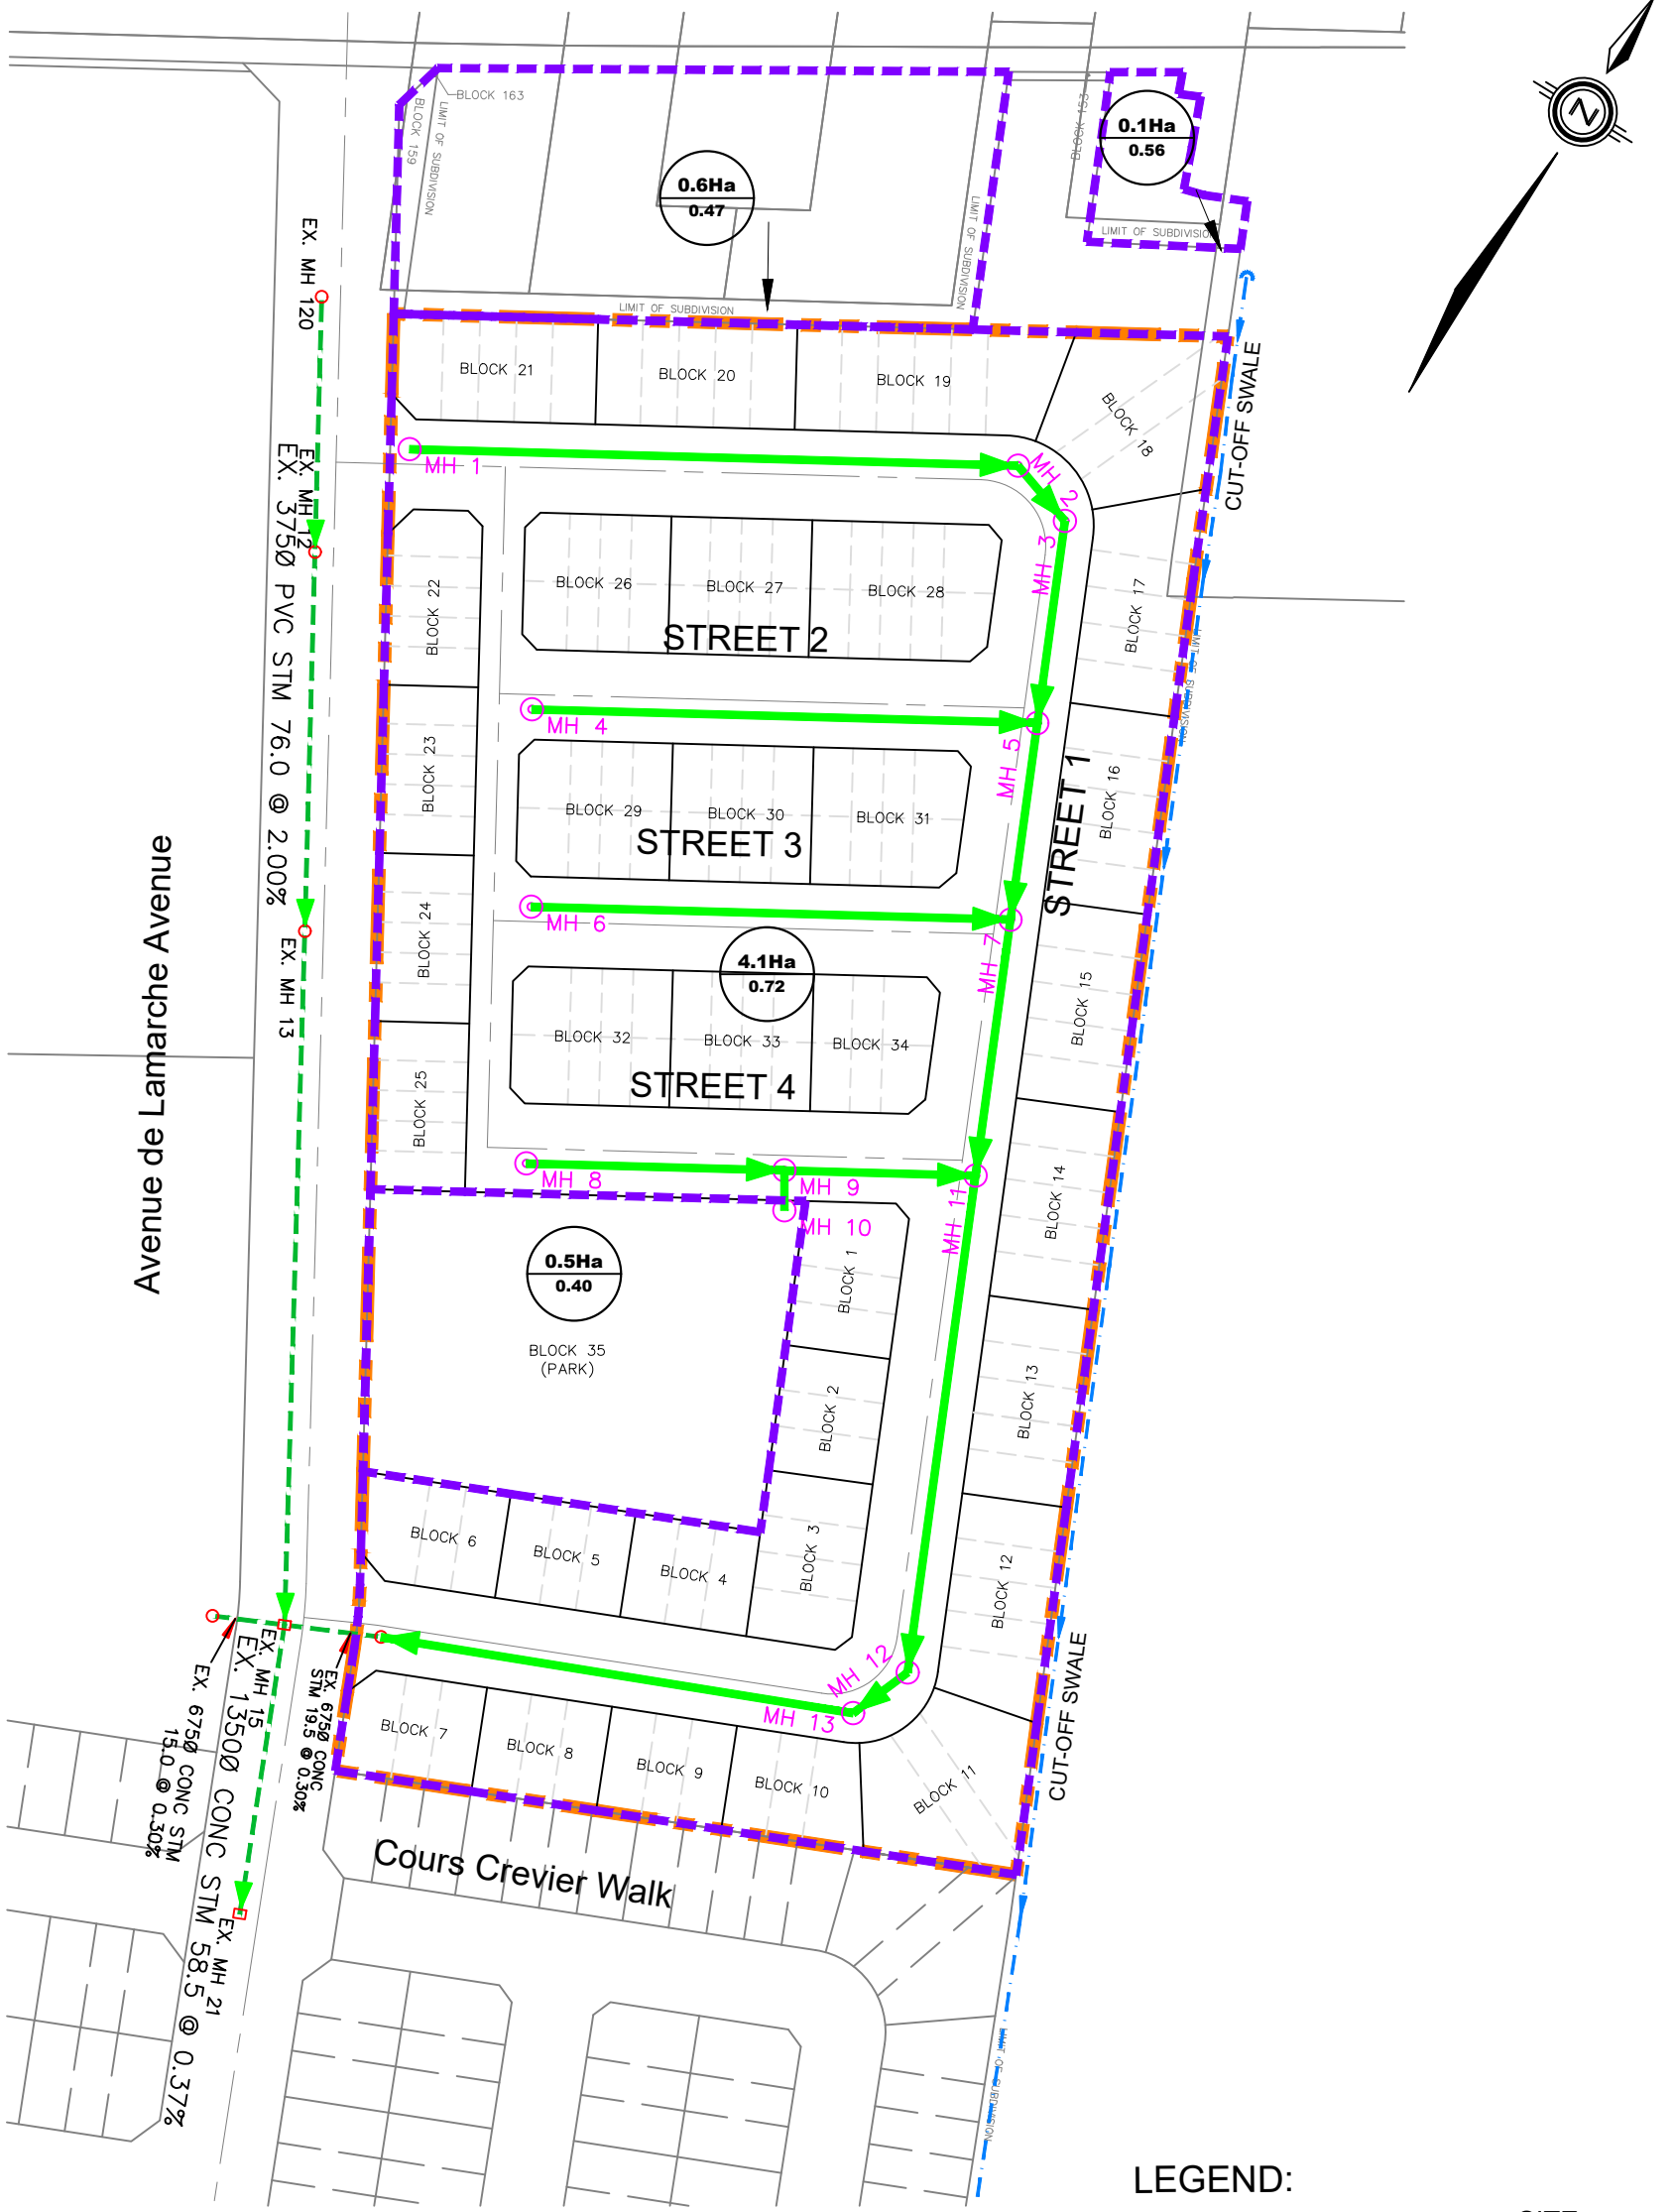 BLOCK 163
BLOCK 159
LIMIT OF SUBDIVISION
0.6Ha
0.47
LIMIT OF SUBDIVISION
BLOCK 153
0.1Ha
0.56
LIMIT OF SUBDIVISION
LIMIT OF SUBDIVISION
N
EX. MH 120
BLOCK 21
BLOCK 20
BLOCK 19
BLOCK 18
CUT-OFF SWALE
MH 1
MH 2
MH 3
EX. MH 12
EX. 375Ø PVC STM 76.0 @ 2.00%
BLOCK 22
BLOCK 26
BLOCK 27
BLOCK 28
STREET 2
BLOCK 17
LIMIT OF SUBDIVISION
MH 4
MH 5
BLOCK 23
BLOCK 29
BLOCK 30
BLOCK 31
STREET 3
STREET 1
BLOCK 16
MH 6
MH 7
EX. MH 13
Avenue de Lamarche Avenue
BLOCK 24
4.1Ha
0.72
BLOCK 15
BLOCK 32
BLOCK 33
BLOCK 34
STREET 4
BLOCK 25
MH 8
MH 9
MH 10
MH 11
BLOCK 14
0.5Ha
0.40
BLOCK 35
(PARK)
BLOCK 1
BLOCK 2
BLOCK 3
BLOCK 13
BLOCK 6
BLOCK 5
BLOCK 4
BLOCK 12
MH 12
MH 13
CUT-OFF SWALE
EX. MH 15
EX. 675Ø CONC STM
15.0 @ 0.30%
EX. 675Ø CONC
STM 19.5 @ 0.30%
EX. 1350Ø CONC STM 58.5 @ 0.37%
BLOCK 7
BLOCK 8
BLOCK 9
BLOCK 10
BLOCK 11
Cours Crevier Walk
EX. MH 21
LIMIT OF SUBDIVISION
LEGEND: